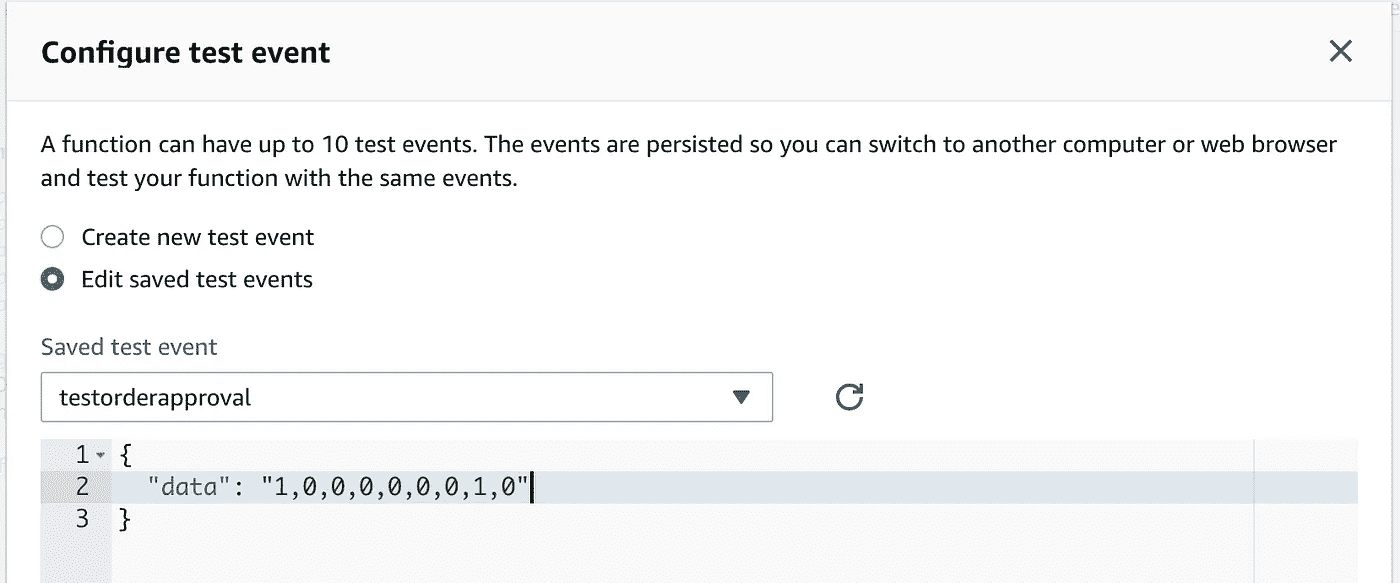 Configure test event
A function can have up to 10 test events. The events are persisted so you can switch to another computer or web browser
and test your function with the same events.
Create new test event
Edit saved test events
Saved test event
testorderapproval
1 {
2 "data": "1,0,0,0,0,0,0,1,0"
3 }